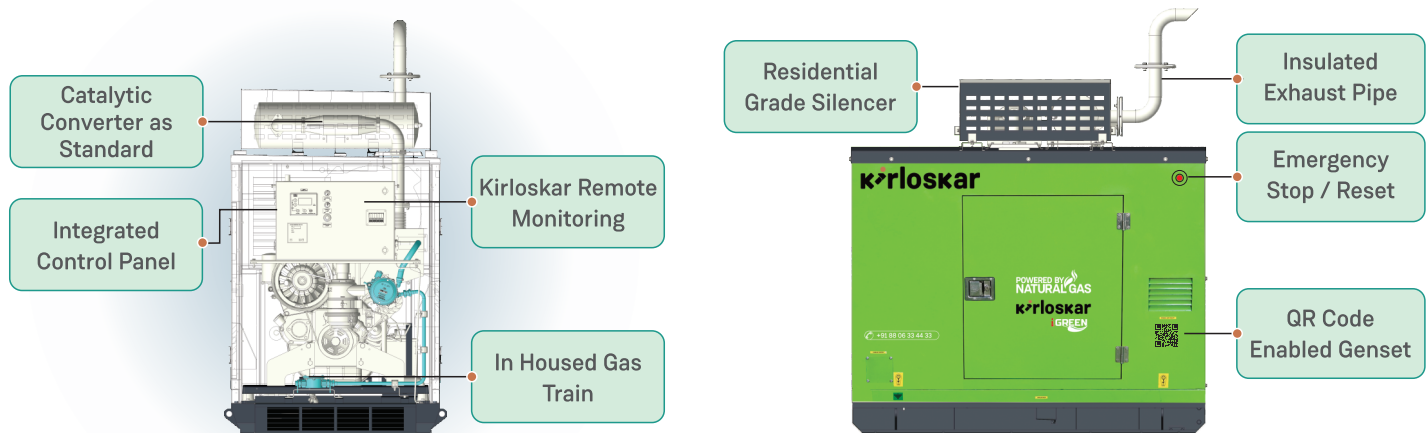 Catalytic
Converter as
Standard
Integrated
Control Panel
Kirloskar Remote
Monitoring
In Housed Gas
Train
Residential
Grade Silencer
Insulated
Exhaust Pipe
Emergency
Stop / Reset
QR Code
Enabled Genset
kirloskar
POWERED BY
NATURAL GAS
kirloskar
iGREEN
+91 88 06 33 44 33